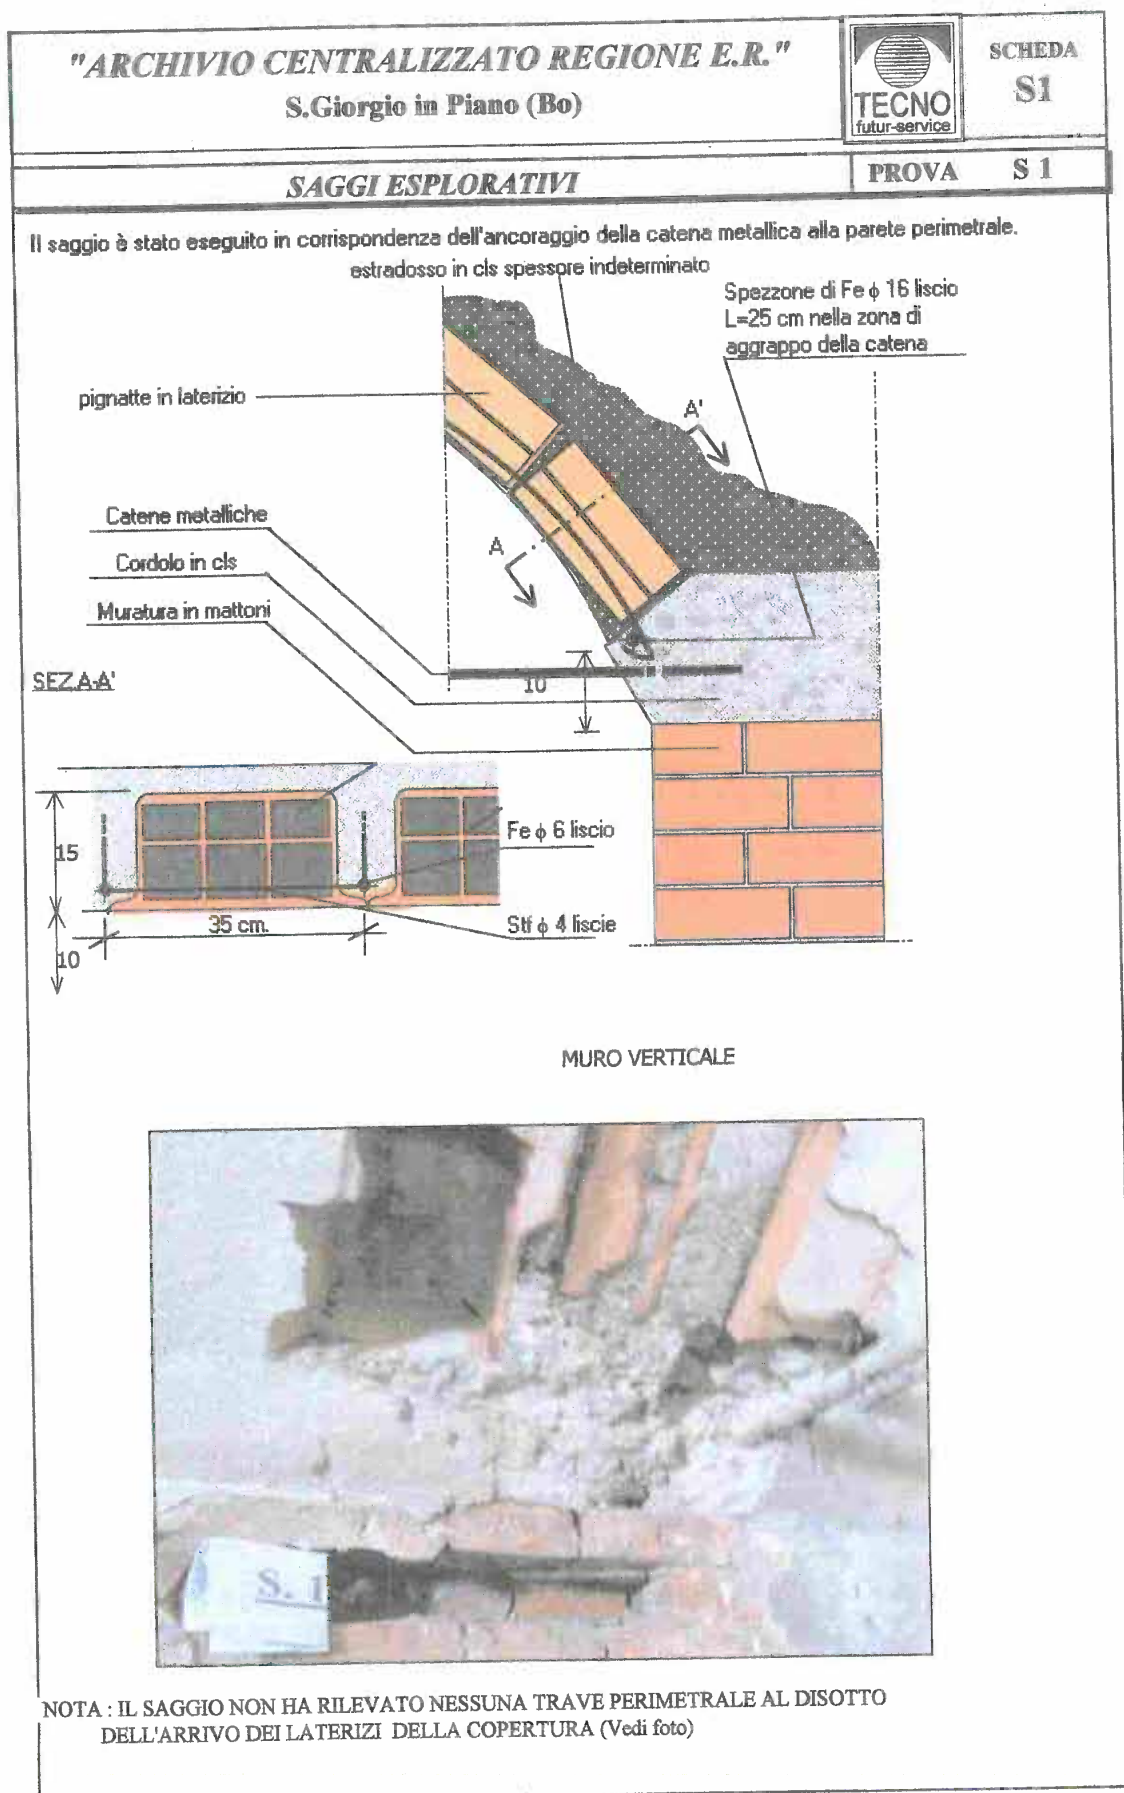 "ARCHIVIO CENTRALIZZATO REGIONE E.R."
S.Giorgio in Piano (Bo)
TECNO
futur-service
SCHEDA
S1
SAGGI ESPLORATIVI
PROVA S 1
Il saggio è stato eseguito in corrispondenza dell'ancoraggio della catena metallica alla parete perimetrale.
estradosso in cls spessore indeterminato
Spezzone di Fe ϕ 16 liscio
L=25 cm nella zona di
aggrappo della catena
pignatte in laterizio
A'
Catene metalliche
A
Cordolo in cls
Muratura in mattoni
SEZ.A-A'
10
Fe ϕ 6 liscio
15
35 cm.
Stf ϕ 4 liscie
10
MURO VERTICALE
S. 1
NOTA : IL SAGGIO NON HA RILEVATO NESSUNA TRAVE PERIMETRALE AL DISOTTO
DELL'ARRIVO DEI LATERIZI DELLA COPERTURA (Vedi foto)